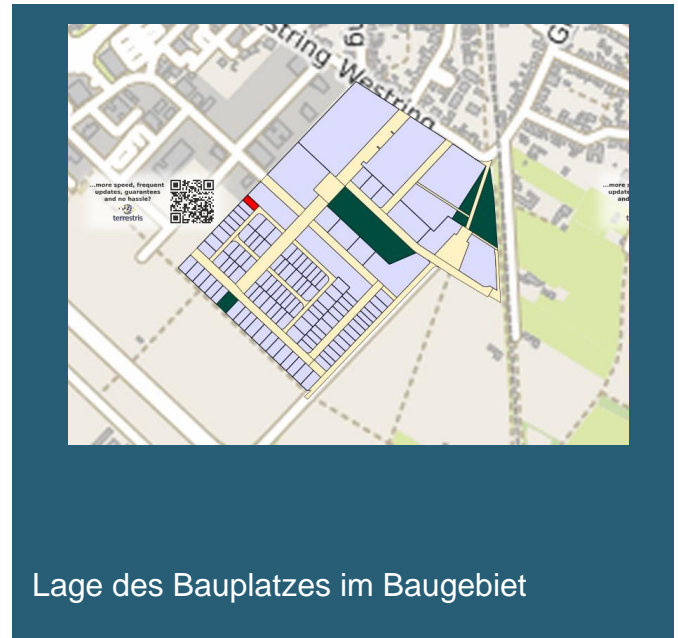 Westring
Westring
...more speed, frequent
updates, guarantees
and no hassle?
terrestris
Lage des Bauplatzes im Baugebiet